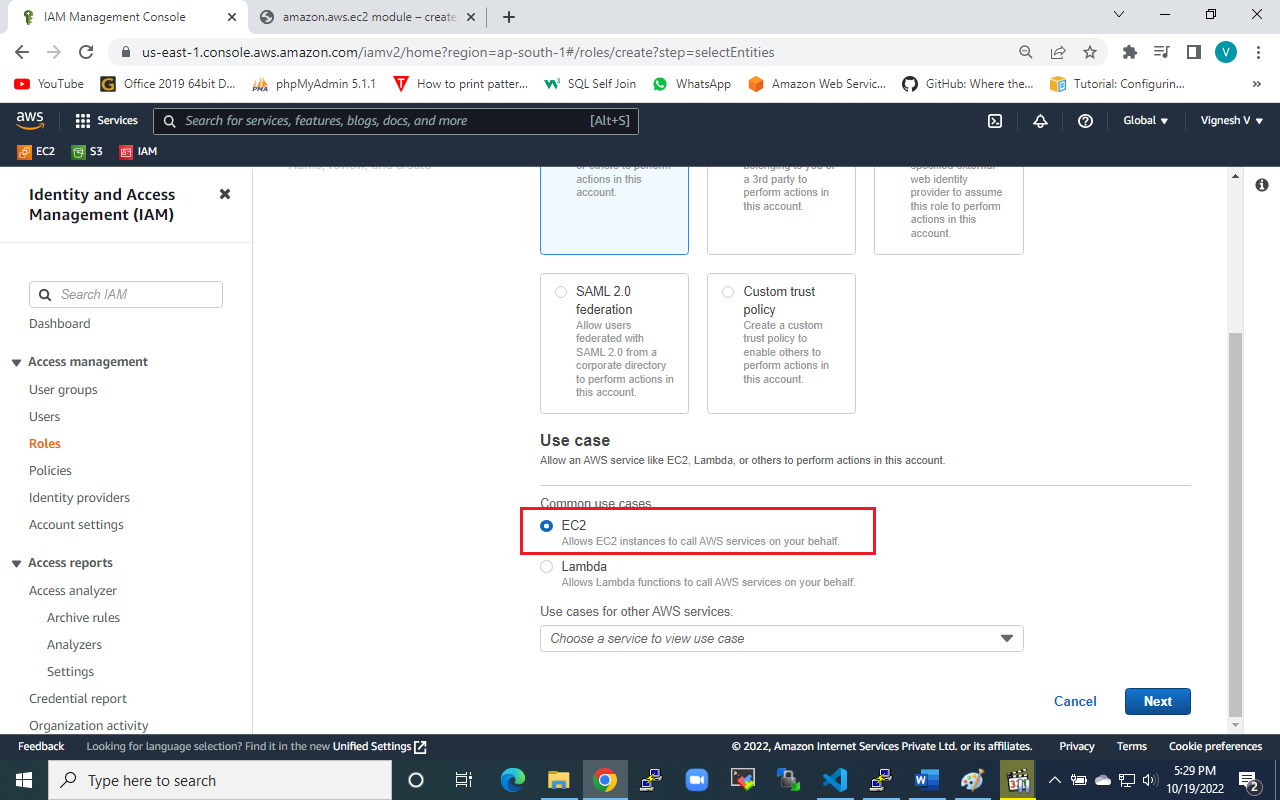 IAM Management Console
amazon.aws.ec2 module – create
us-east-1.console.aws.amazon.com/iamv2/home?region=ap-south-1#/roles/create?step=selectEntities
V
YouTube
Office 2019 64bit D...
phpMyAdmin 5.1.1
How to print patter...
SQL Self Join
WhatsApp
Amazon Web Servic...
GitHub: Where the...
Tutorial: Configurin...
»
aws
Services
Search for services, features, blogs, docs, and more
[Alt+S]
Global
Vignesh V
EC2
S3
IAM
Identity and Access
Management (IAM)
Search IAM
Dashboard
Access management
User groups
Users
Roles
Policies
Identity providers
Account settings
Access reports
Access analyzer
Archive rules
Analyzers
Settings
Credential report
Organization activity
Name, review, and create
or others to perform
actions in this
account.
belonging to you or
a 3rd party to
perform actions in
this account.
specified external
web identity
provider to assume
this role to perform
actions in this
account.
SAML 2.0
federation
Allow users
federated with
SAML 2.0 from a
corporate directory
to perform actions in
this account.
Custom trust
policy
Create a custom
trust policy to
enable others to
perform actions in
this account.
Use case
Allow an AWS service like EC2, Lambda, or others to perform actions in this account.
Common use cases
EC2
Allows EC2 instances to call AWS services on your behalf.
Lambda
Allows Lambda functions to call AWS services on your behalf.
Use cases for other AWS services:
Choose a service to view use case
Cancel
Next
Feedback
Looking for language selection? Find it in the new Unified Settings
© 2022, Amazon Internet Services Private Ltd. or its affiliates.
Privacy
Terms
Cookie preferences
Type here to search
5:29 PM
10/19/2022
2